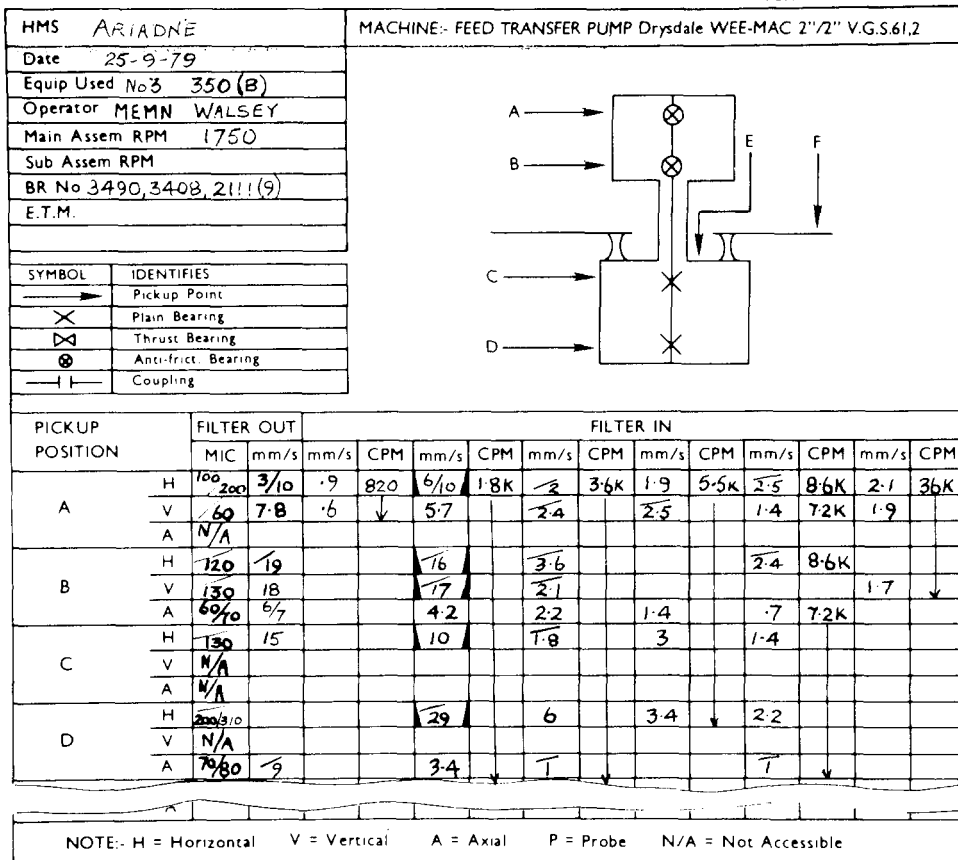 HMS ARIADNE
MACHINE:- FEED TRANSFER PUMP Drysdale WEE-MAC 2"/2" V.G.S.61,2
Date 25-9-79
Equip Used No3 350(B)
Operator MEMN WALSEY
Main Assem RPM 1750
Sub Assem RPM
BR No 3490,3408, 2111(9)
E.T.M.
A
B
E F
C
D
SYMBOL IDENTIFIES
Pickup Point
Plain Bearing
Thrust Bearing
Anti-frict. Bearing
Coupling
PICKUP POSITION FILTER OUT FILTER IN
MIC mm/s mm/s CPM mm/s CPM mm/s CPM mm/s CPM mm/s CPM mm/s CPM
A H 100/200 3/10 .9 820 6/10 1.8K 2 3.6K 1.9 5.5K 2.5 8.6K 2.1 36K
V 60 7.8 .6 5.7 2.4 2.5 1.4 7.2K 1.9
A N/A
B H 120 19 16 3.6 2.4 8.6K
V 130 18 17 2.1 1.7
A 60/70 6/7 4.2 2.2 1.4 .7 7.2K
C H 130 15 10 1.8 3 1.4
V N/A
A N/A
D H 200/310 29 6 3.4 2.2
V N/A
A 70/80 9 3.4 1 1
NOTE:- H = Horizontal V = Vertical A = Axial P = Probe N/A = Not Accessible